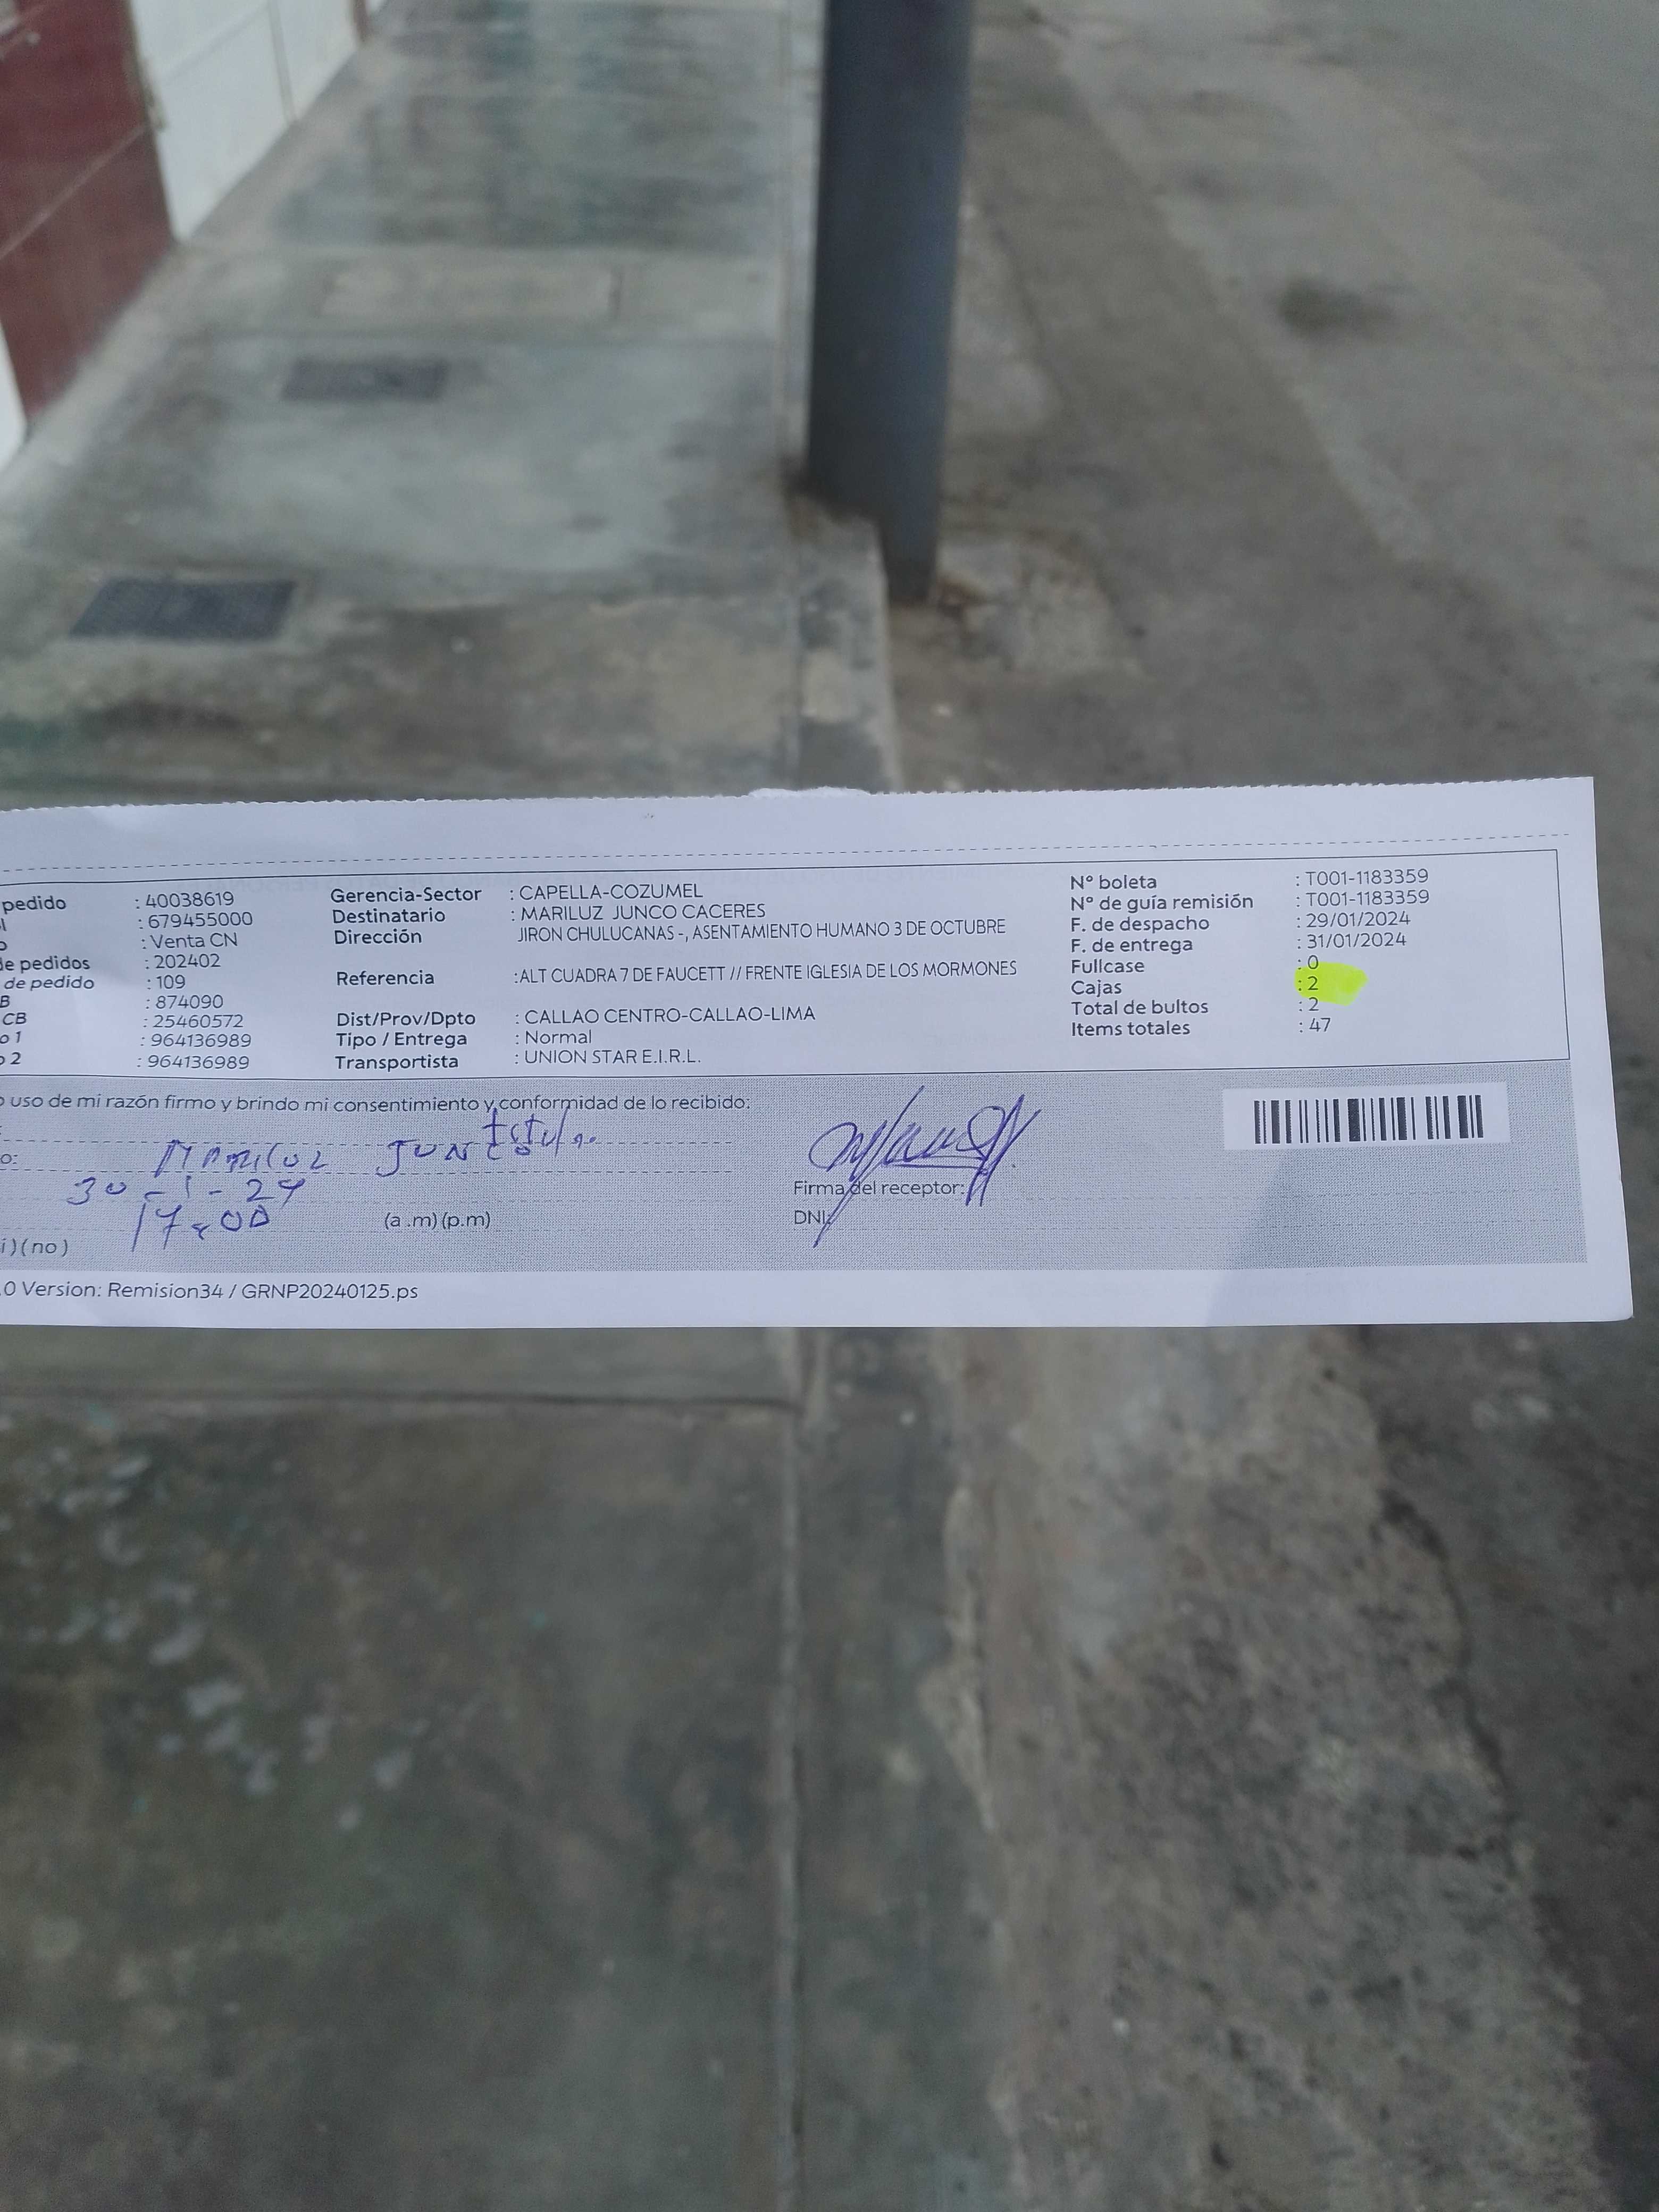 pedido : 40038619
: 679455000
: Venta CN
de pedidos : 202402
de pedido : 109
B : 874090
CB : 25460572
o 1 : 964136989
o 2 : 964136989
Gerencia-Sector : CAPELLA-COZUMEL
Destinatario : MARILUZ JUNCO CACERES
Dirección JIRON CHULUCANAS -, ASENTAMIENTO HUMANO 3 DE OCTUBRE
Referencia :ALT CUADRA 7 DE FAUCETT // FRENTE IGLESIA DE LOS MORMONES
Dist/Prov/Dpto : CALLAO CENTRO-CALLAO-LIMA
Tipo / Entrega : Normal
Transportista : UNION STAR E.I.R.L.
Nº boleta : T001-1183359
Nº de guía remisión : T001-1183359
F. de despacho : 29/01/2024
F. de entrega : 31/01/2024
Fullcase : 0
Cajas : 2
Total de bultos : 2
Items totales : 47
o uso de mi razón firmo y brindo mi consentimiento y conformidad de lo recibido:
o:
30-1-24
17:00 (a .m) (p.m)
i ) ( no )
Firma del receptor:
DNI:
.0 Version: Remision34 / GRNP20240125.ps